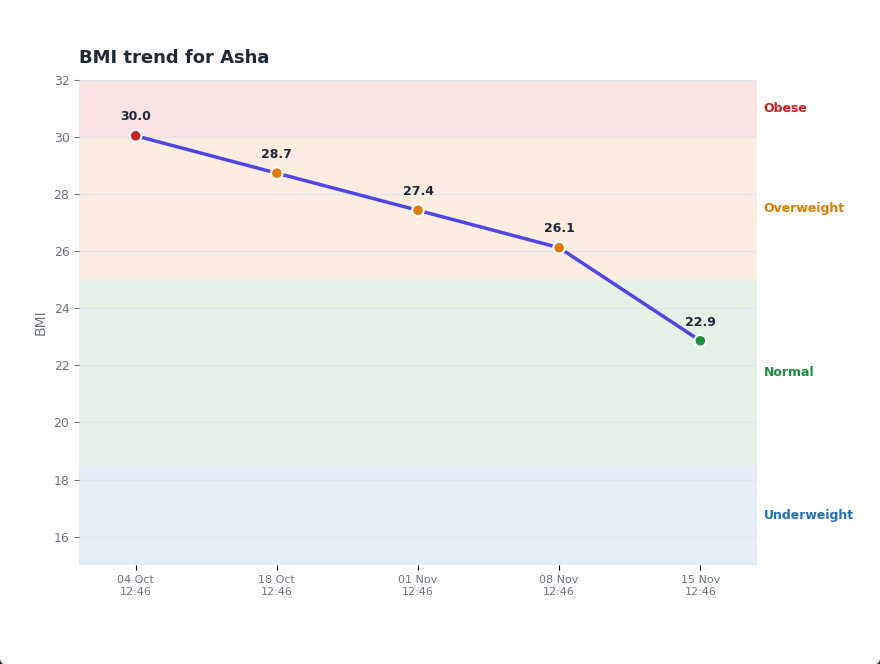 BMI trend for Asha
32
30
28
26
24
22
20
18
16
BMI
30.0
28.7
27.4
26.1
22.9
Obese
Overweight
Normal
Underweight
04 Oct
12:46
18 Oct
12:46
01 Nov
12:46
08 Nov
12:46
15 Nov
12:46